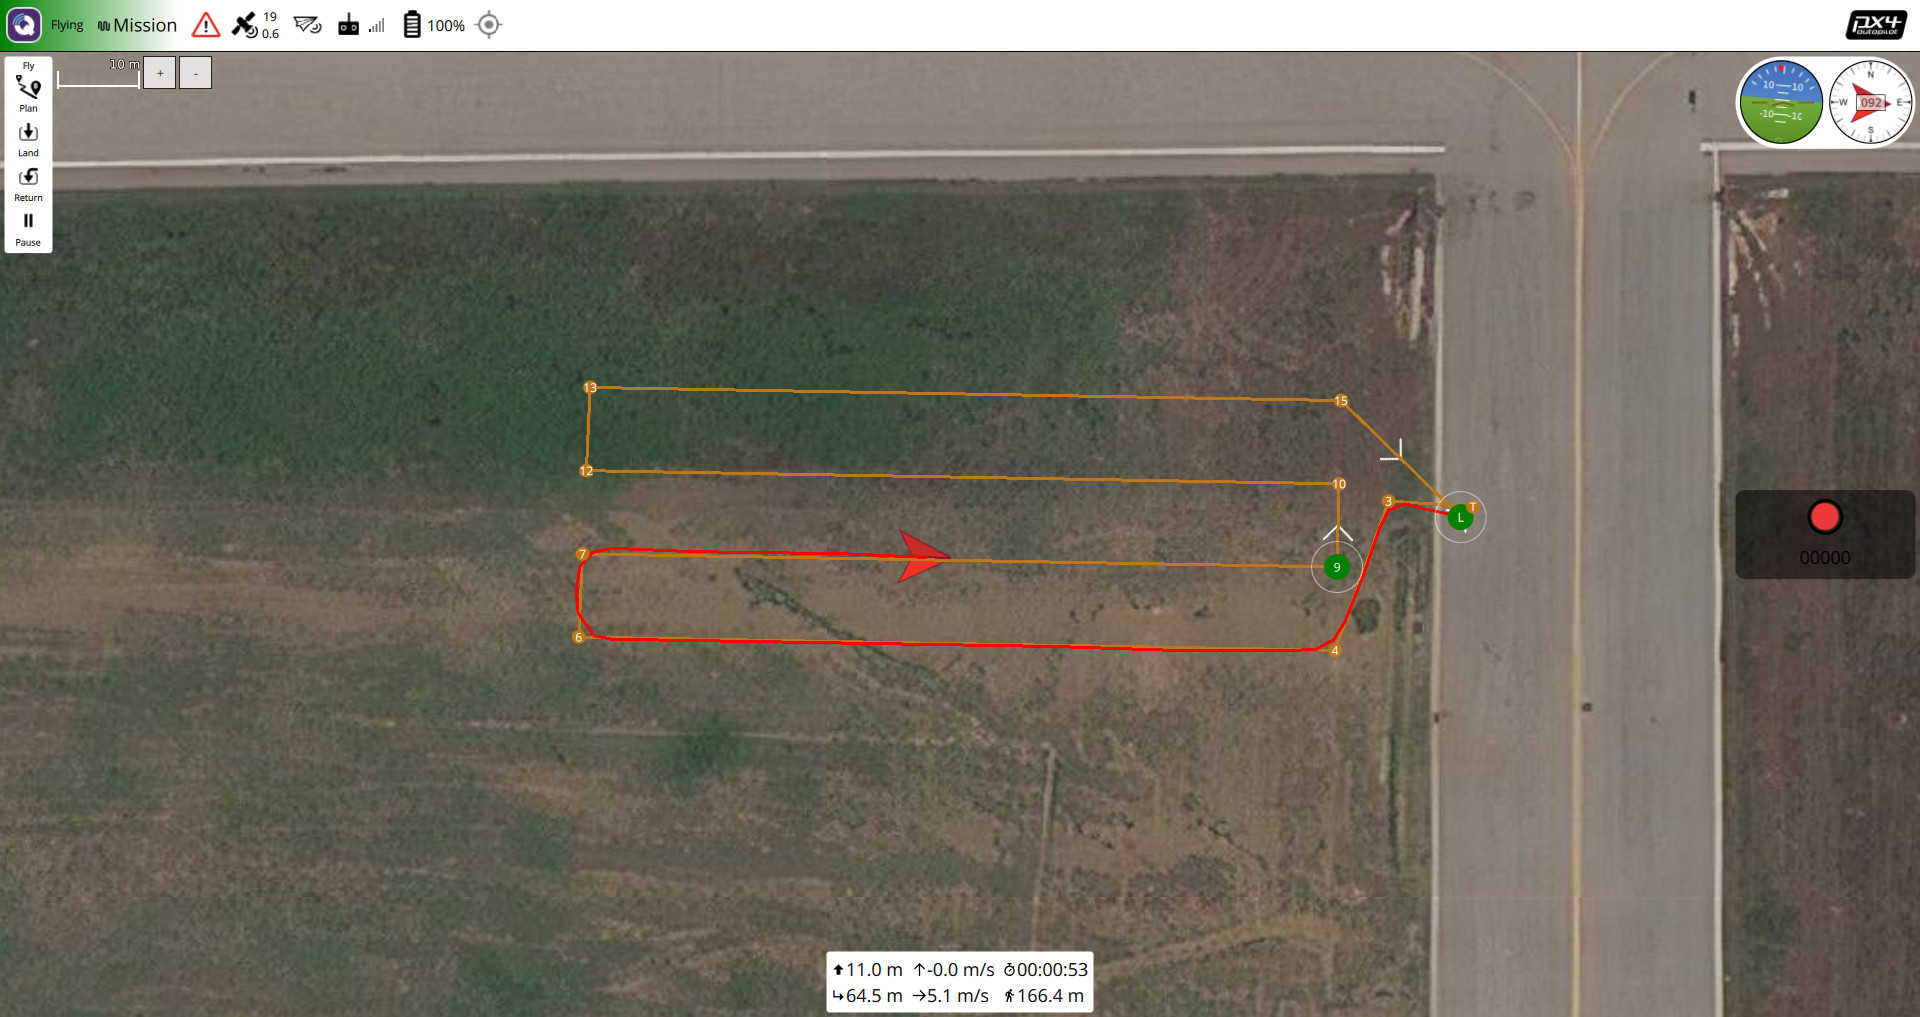 Flying Mission 19 0.6 100% PX4 autopilot
Fly
10 m + -
Plan
Land
Return
Pause
10 10
-10 -10
N
W 092 E
S
13
15
12
10
3 T
L
7
9
6
4
00000
11.0 m -0.0 m/s 00:00:53
64.5 m 5.1 m/s 166.4 m